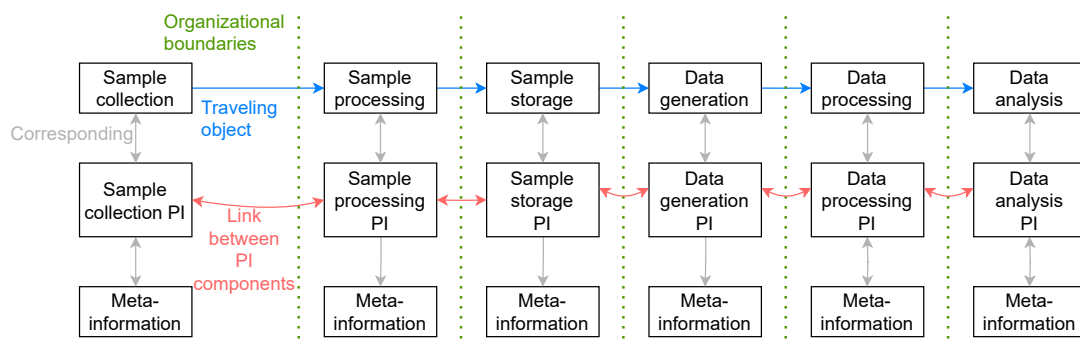 Organizational
boundaries
Sample
collection
Sample
processing
Sample
storage
Data
generation
Data
processing
Data
analysis
Traveling
object
Corresponding
Sample
collection PI
Sample
processing
PI
Sample
storage
PI
Data
generation
PI
Data
processing
PI
Data
analysis
PI
Link
between
PI
components
Meta-
information
Meta-
information
Meta-
information
Meta-
information
Meta-
information
Meta-
information